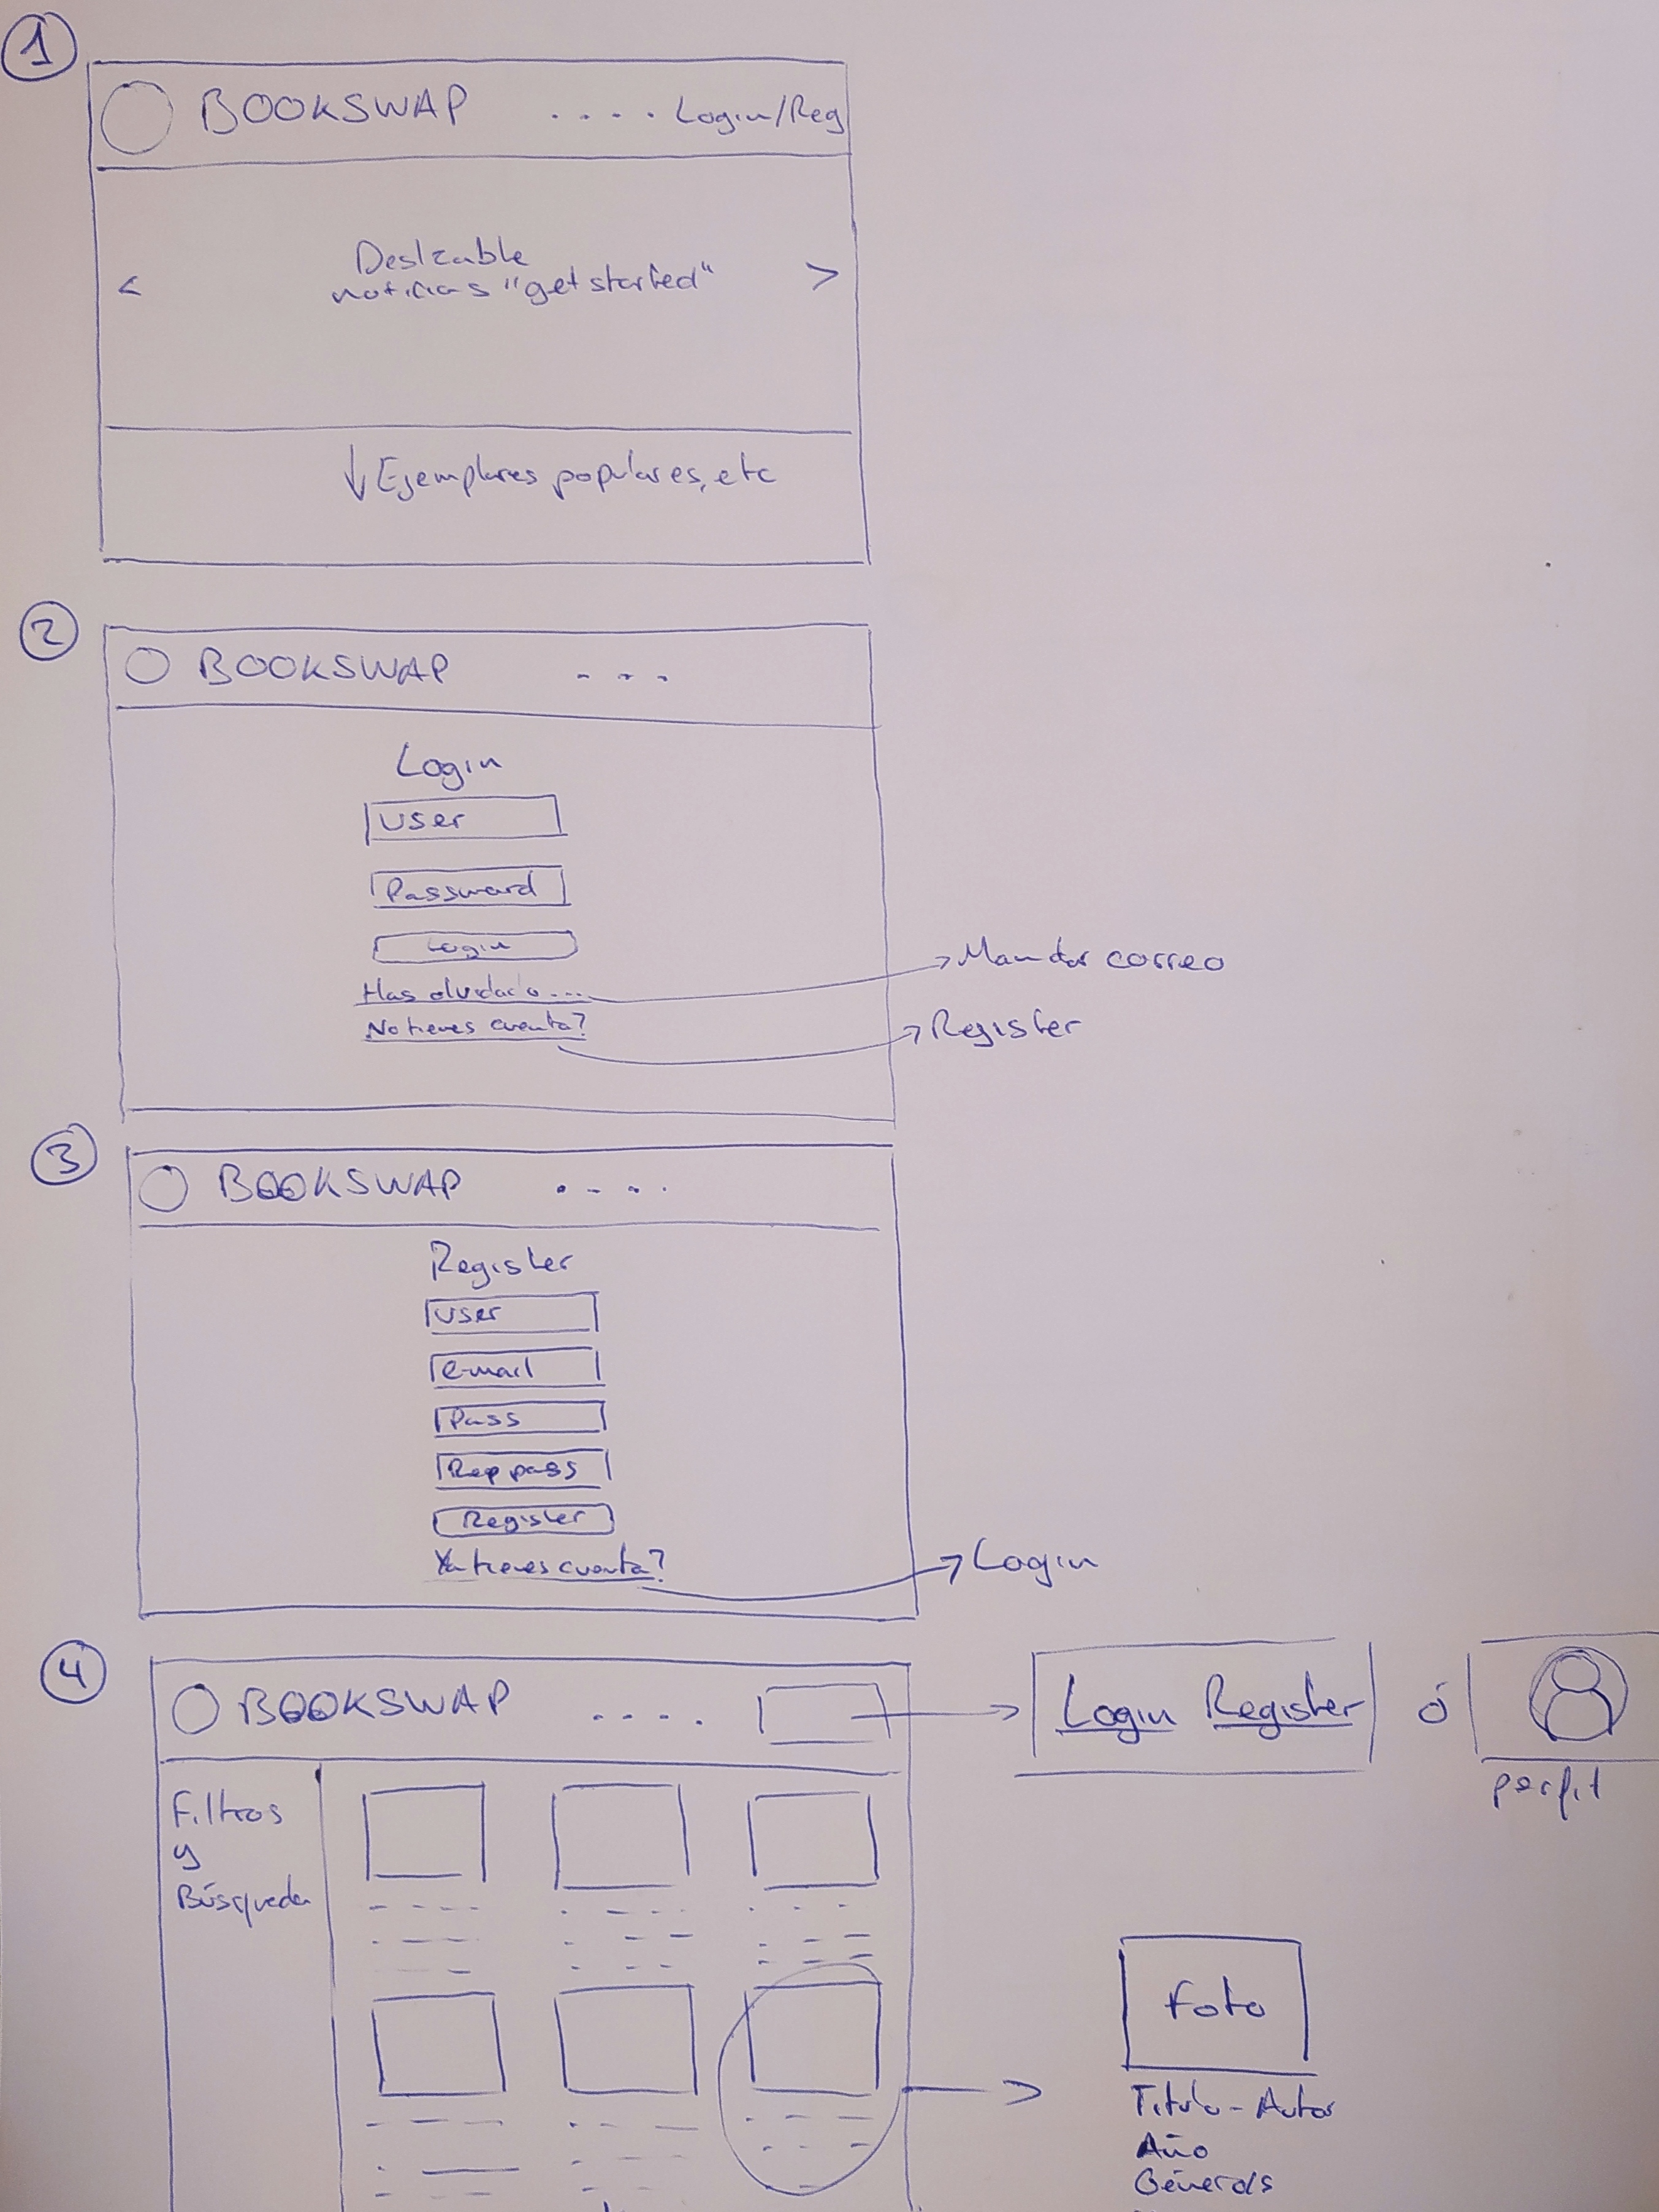 1
BOOKSWAP .... Login/Reg
Deslizable
< noticias "get started" >
↓ Ejemplares populares, etc
2
BOOKSWAP ...
Login
User
Password
Login
Has olvidado... → Mandar correo
No tienes cuenta? → Register
3
BOOKSWAP ....
Register
User
e-mail
Pass
Rep pass
Register
Ya tienes cuenta? → Login
4
BOOKSWAP .... → Login Register ó
perfil
Filtros
y
Búsqueda
foto
Titulo - Autor
Año
Géneros